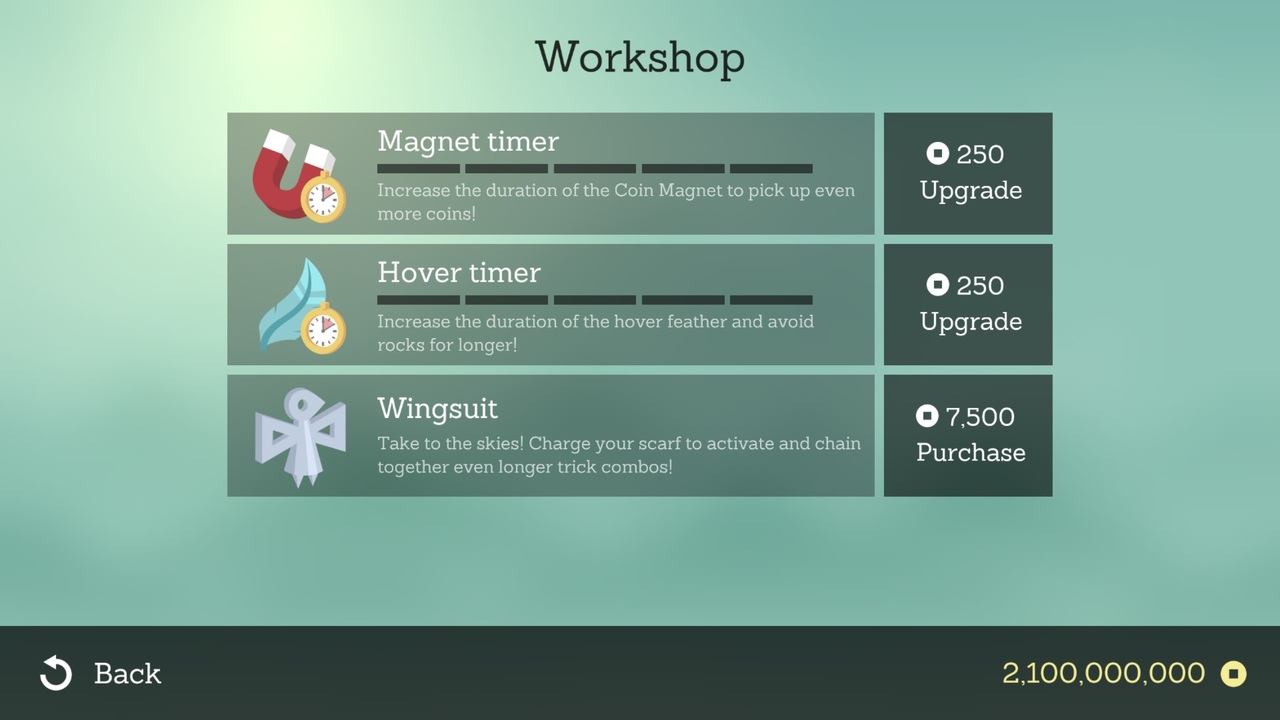 Workshop
Magnet timer
Increase the duration of the Coin Magnet to pick up even
more coins!
250
Upgrade
Hover timer
Increase the duration of the hover feather and avoid
rocks for longer!
250
Upgrade
Wingsuit
Take to the skies! Charge your scarf to activate and chain
together even longer trick combos!
7,500
Purchase
Back
2,100,000,000